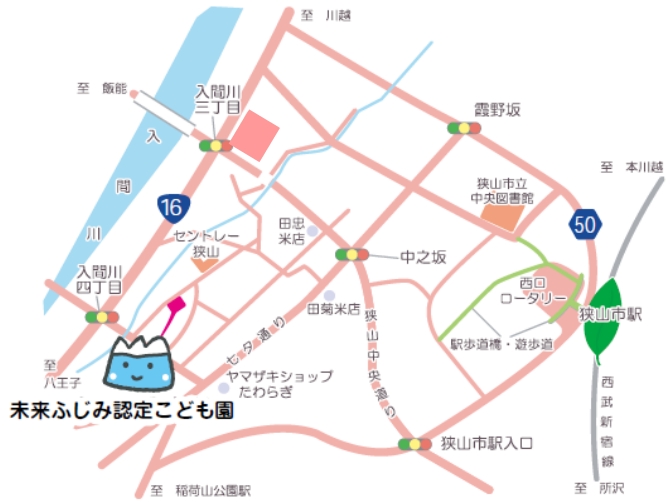 至 川越
至 飯能
入間川
三丁目
霞野坂
入
間
川
至 本川越
狭山市立
中央図書館
16
50
田忠
米店
セントレー
狭山
中之坂
西口
ロータリー
入間川
四丁目
田菊米店
狭山市駅
七夕通り
狭山中央通り
駅歩道橋・遊歩道
至
八王子
ヤマザキショップ
たわらぎ
西武新宿線
未来ふじみ認定こども園
狭山市駅入口
至 稲荷山公園駅
至 所沢